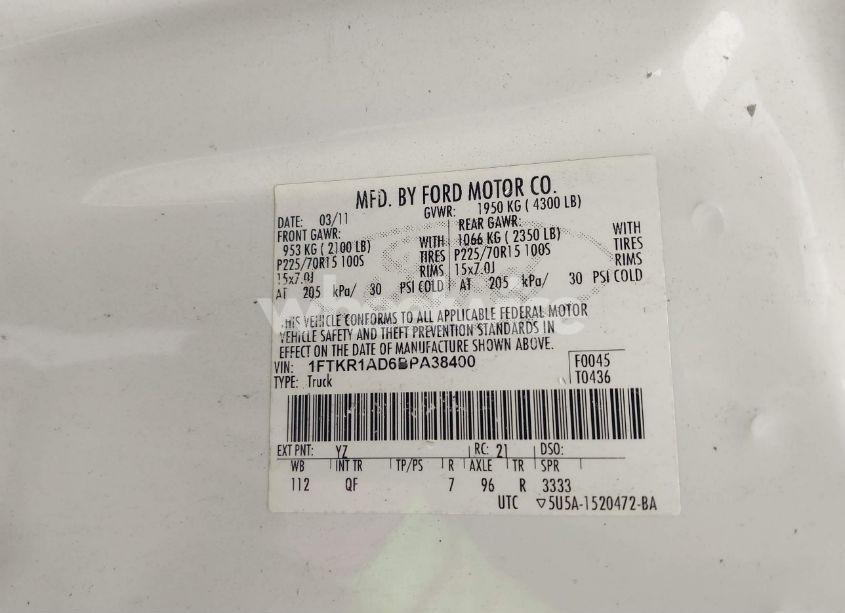 MFD. BY FORD MOTOR CO.
DATE: 03/11 GVWR: 1950 KG ( 4300 LB)
FRONT GAWR: REAR GAWR:
953 KG ( 2100 LB) WITH 1066 KG ( 2350 LB) WITH
P225/70R15 100S TIRES P225/70R15 100S TIRES
15x7.0J RIMS 15x7.0J RIMS
AT 205 kPa/ 30 PSI COLD AT 205 kPa/ 30 PSI COLD
THIS VEHICLE CONFORMS TO ALL APPLICABLE FEDERAL MOTOR
VEHICLE SAFETY AND THEFT PREVENTION STANDARDS IN
EFFECT ON THE DATE OF MANUFACTURE SHOWN ABOVE.
VIN: 1FTKR1AD6BPA38400 F0045
TYPE: Truck T0436
EXT PNT: YZ RC: 21 DSO:
WB INT TR TP/PS R AXLE TR SPR
112 QF 7 96 R 3333
UTC ▽5U5A-1520472-BA